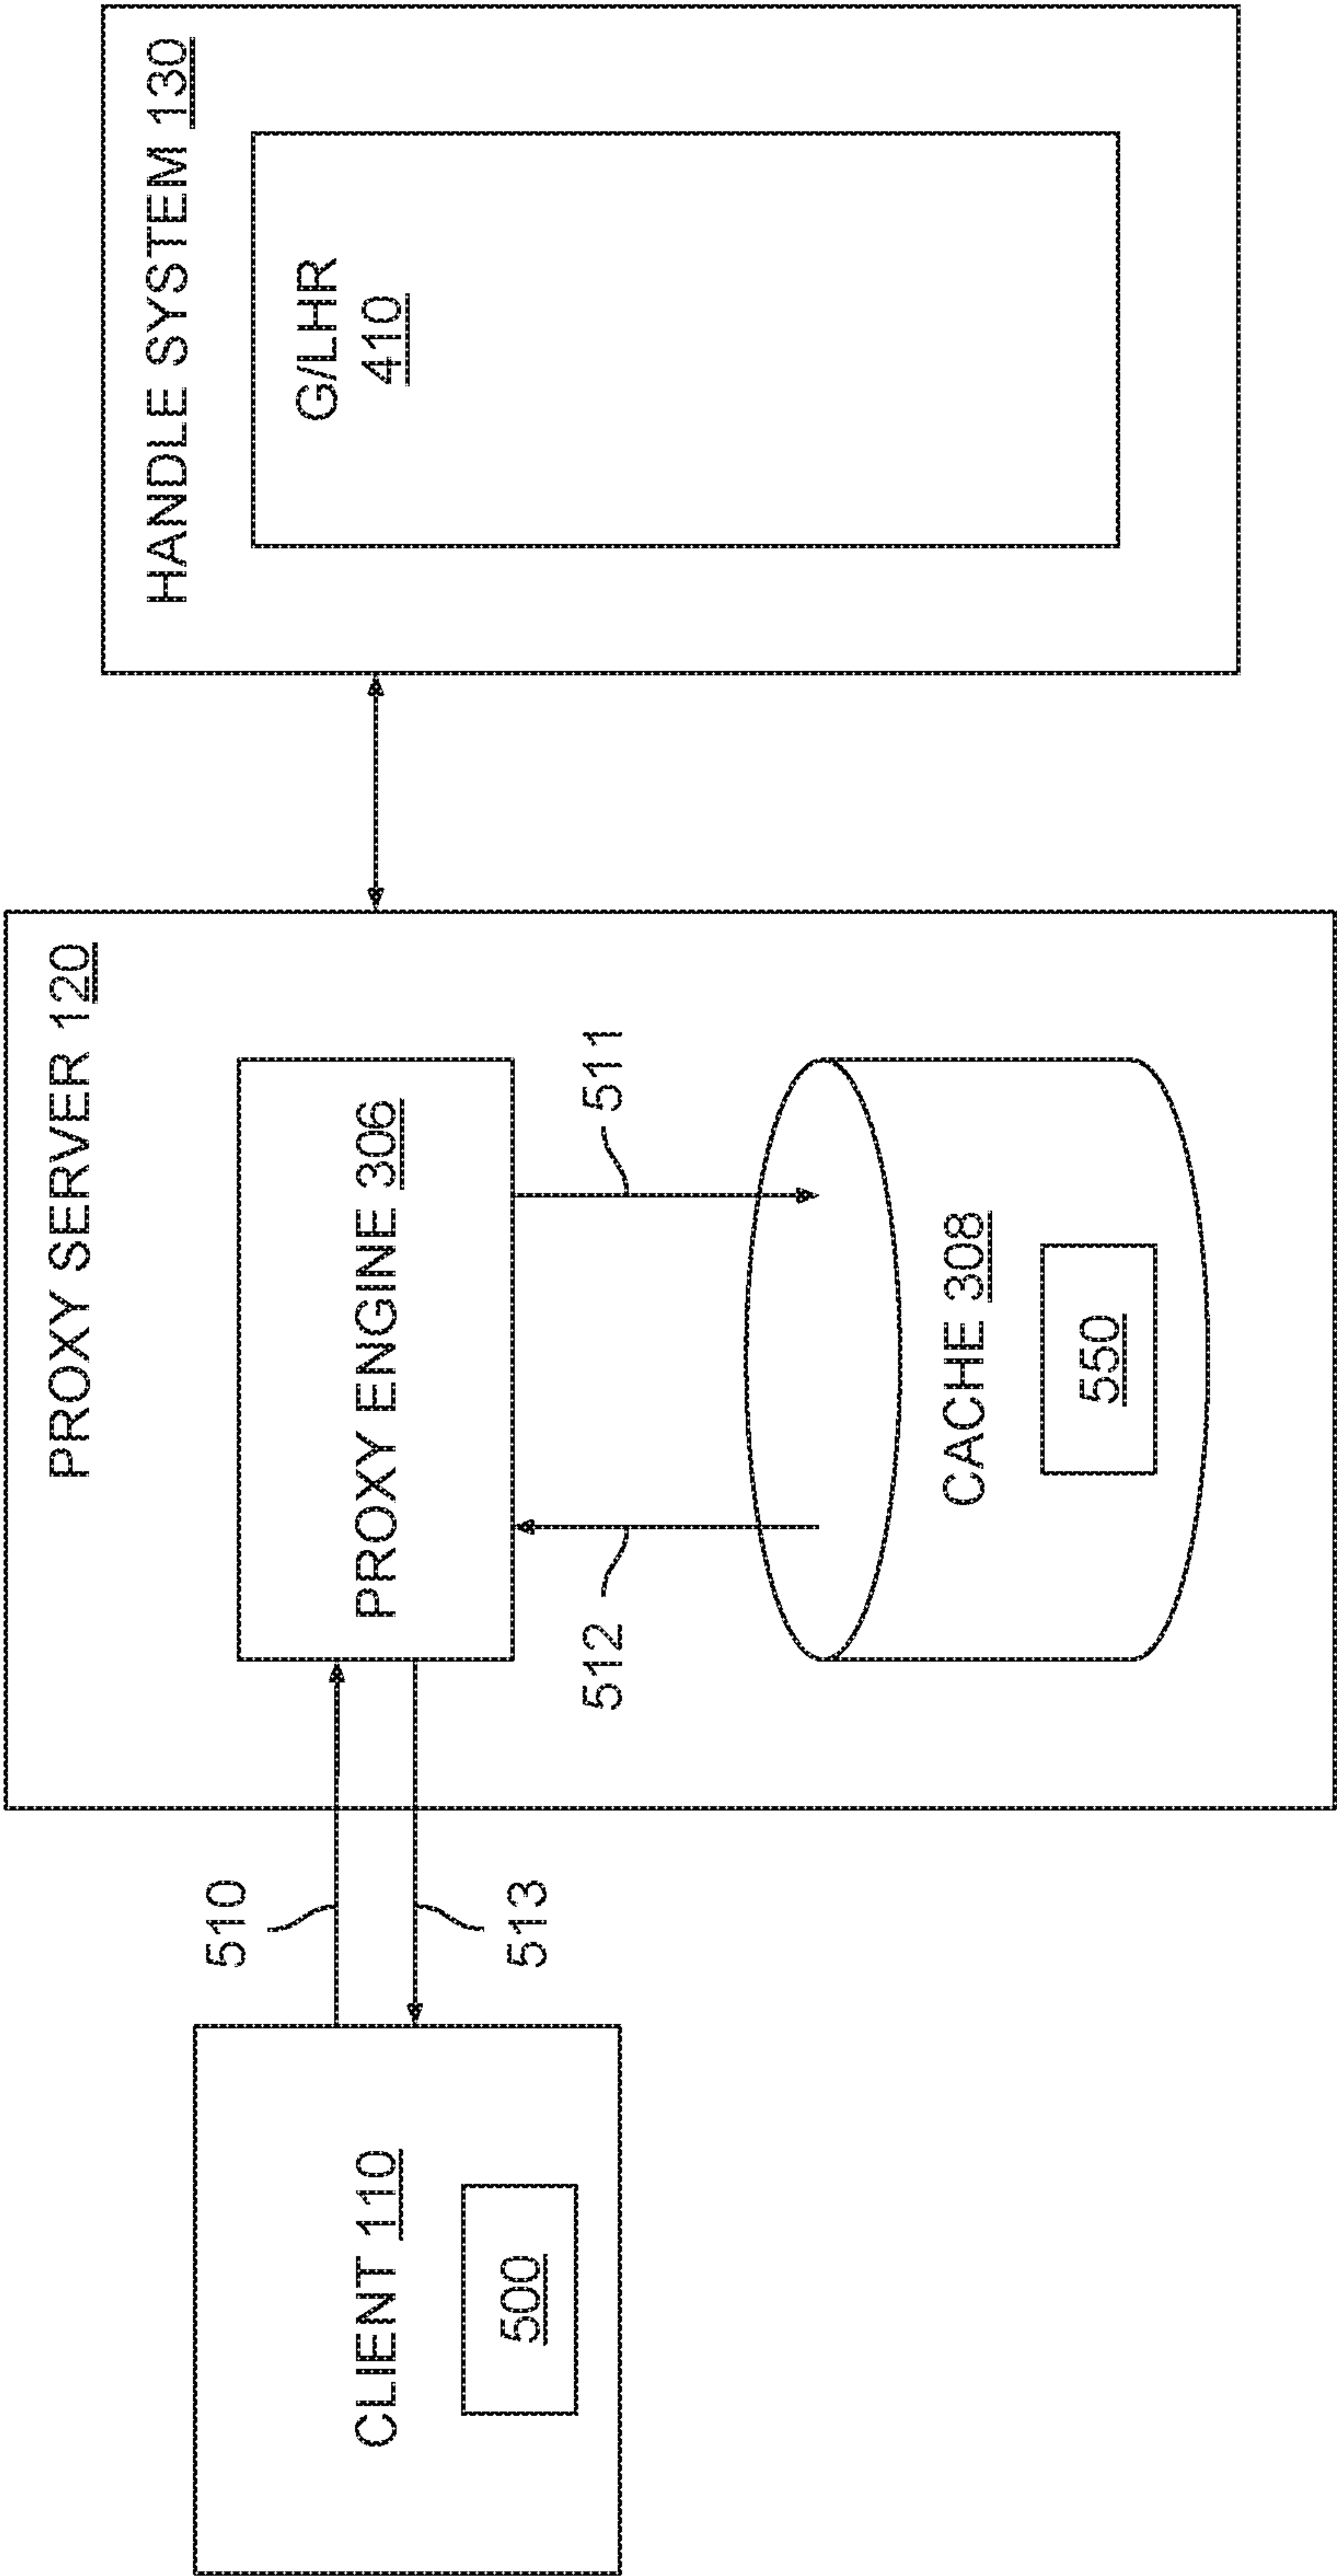 CLIENT 110
500
510
513
PROXY SERVER 120
PROXY ENGINE 306
512
511
CACHE 308
550
HANDLE SYSTEM 130
G/LHR
410